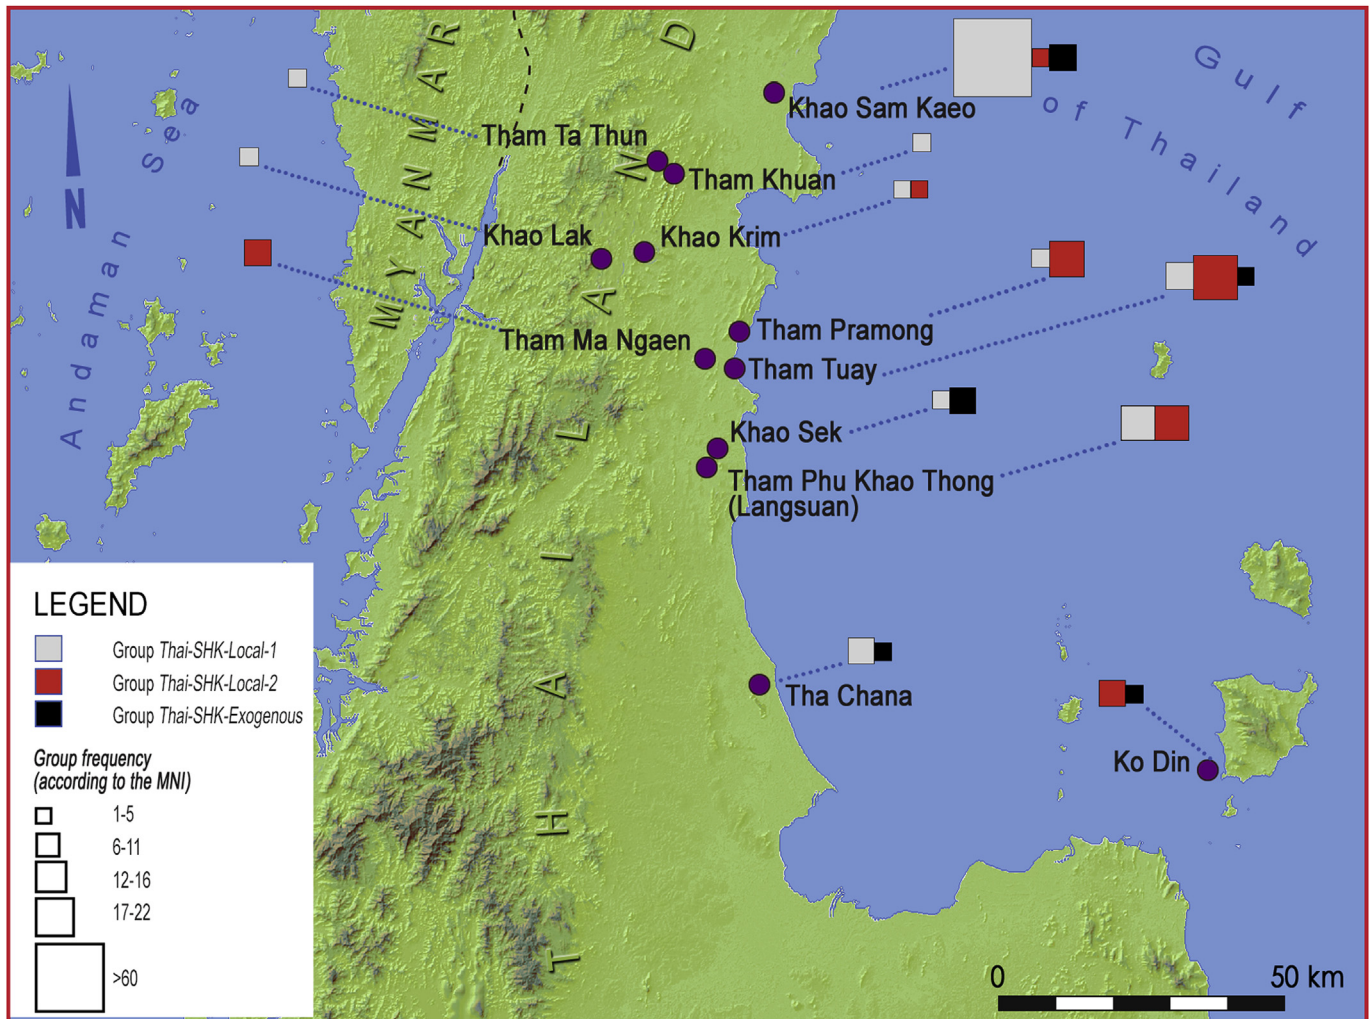 MYANMAR
THAILAND
Andaman Sea
Gulf
of Thailand
N
Khao Sam Kaeo
Tham Ta Thun
Tham Khuan
Khao Lak
Khao Krim
Tham Pramong
Tham Ma Ngaen
Tham Tuay
Khao Sek
Tham Phu Khao Thong
(Langsuan)
Tha Chana
Ko Din
LEGEND
Group Thai-SHK-Local-1
Group Thai-SHK-Local-2
Group Thai-SHK-Exogenous
Group frequency
(according to the MNI)
1-5
6-11
12-16
17-22
>60
0 50 km